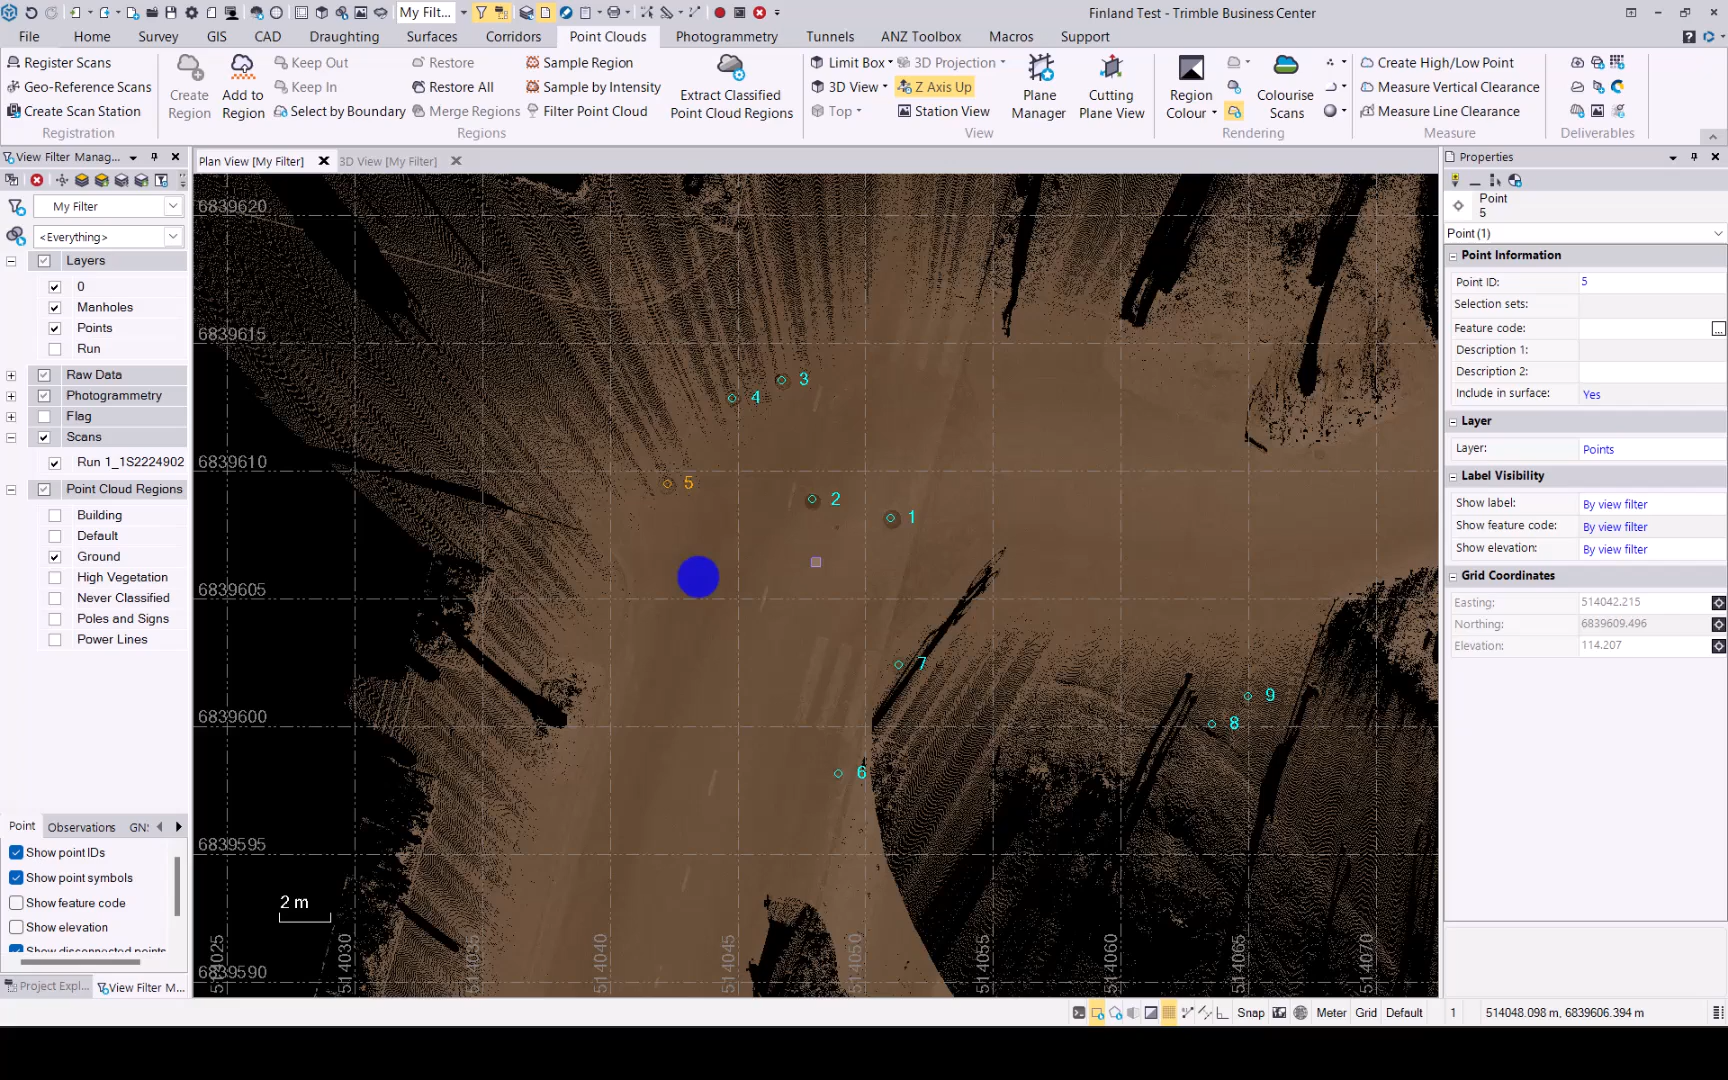 My Filt...
Finland Test - Trimble Business Center
File
Home
Survey
GIS
CAD
Draughting
Surfaces
Corridors
Point Clouds
Photogrammetry
Tunnels
ANZ Toolbox
Macros
Support
Register Scans
Geo-Reference Scans
Create Scan Station
Registration
Create Region
Add to Region
Keep Out
Keep In
Select by Boundary
Restore
Restore All
Merge Regions
Sample Region
Sample by Intensity
Filter Point Cloud
Regions
Extract Classified Point Cloud Regions
Limit Box
3D View
Top
3D Projection
Z Axis Up
Station View
Plane Manager
Cutting Plane View
View
Region Colour
Colourise Scans
Rendering
Create High/Low Point
Measure Vertical Clearance
Measure Line Clearance
Measure
Deliverables
View Filter Manag...
My Filter
<Everything>
Layers
0
Manholes
Points
Run
Raw Data
Photogrammetry
Flag
Scans
Run 1_1S2224902
Point Cloud Regions
Building
Default
Ground
High Vegetation
Never Classified
Poles and Signs
Power Lines
Point
Observations
GN:
Show point IDs
Show point symbols
Show feature code
Show elevation
Show disconnected points
Project Expl...
View Filter M...
Plan View [My Filter]
3D View [My Filter]
6839620
6839615
6839610
6839605
6839600
6839595
6839590
3
4
5
2
1
7
9
8
6
2 m
514025
514030
514035
514040
514045
514050
514055
514060
514065
514070
Properties
Point
5
Point (1)
Point Information
Point ID: 5
Selection sets:
Feature code:
Description 1:
Description 2:
Include in surface: Yes
Layer
Layer: Points
Label Visibility
Show label: By view filter
Show feature code: By view filter
Show elevation: By view filter
Grid Coordinates
Easting: 514042.215
Northing: 6839609.496
Elevation: 114.207
Snap
Meter
Grid
Default
1
514048.098 m, 6839606.394 m